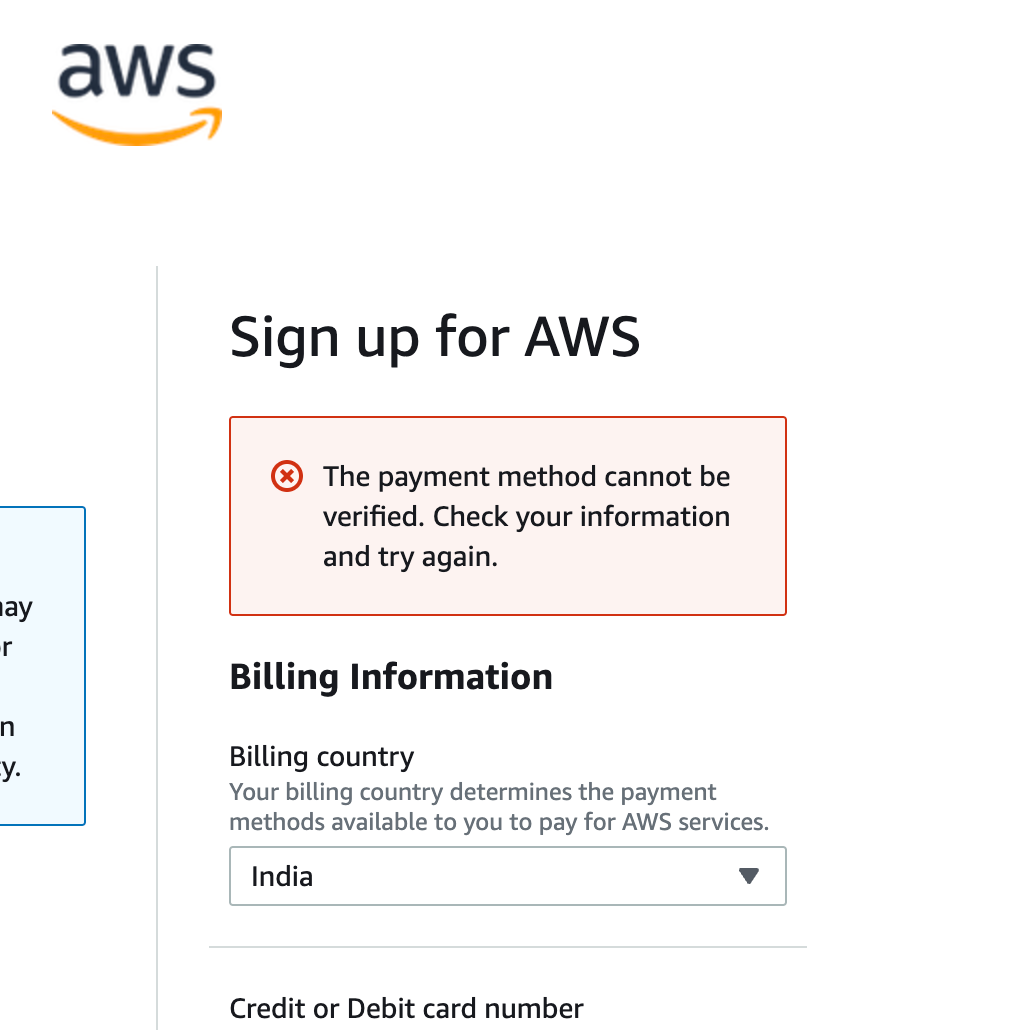 aws
Sign up for AWS
The payment method cannot be
verified. Check your information
and try again.
Billing Information
Billing country
Your billing country determines the payment
methods available to you to pay for AWS services.
India
Credit or Debit card number